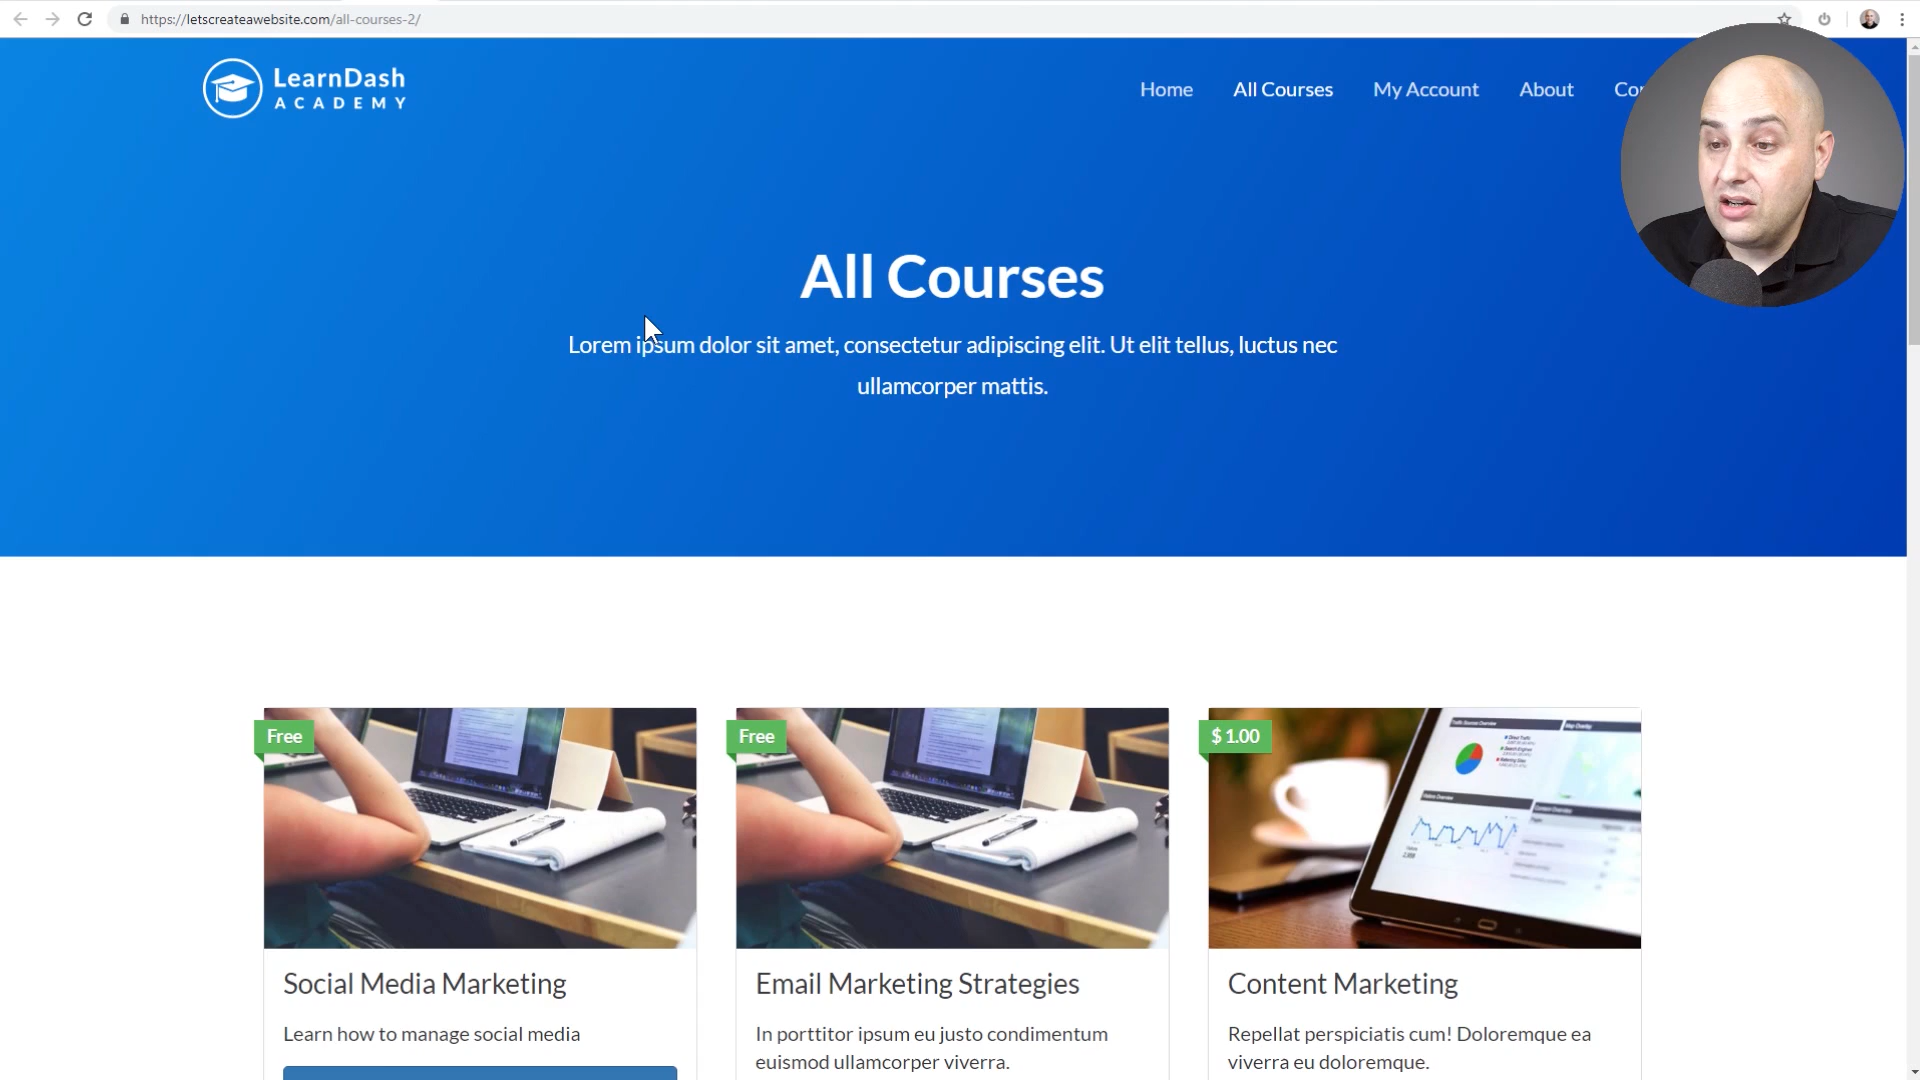 https://letscreateawebsite.com/all-courses-2/
LearnDash
ACADEMY
Home
All Courses
My Account
About
All Courses
Lorem ipsum dolor sit amet, consectetur adipiscing elit. Ut elit tellus, luctus nec
ullamcorper mattis.
Free
Free
$ 1.00
Social Media Marketing
Email Marketing Strategies
Content Marketing
Learn how to manage social media
In porttitor ipsum eu justo condimentum
euismod ullamcorper viverra.
Repellat perspiciatis cum! Doloremque ea
viverra eu doloremque.